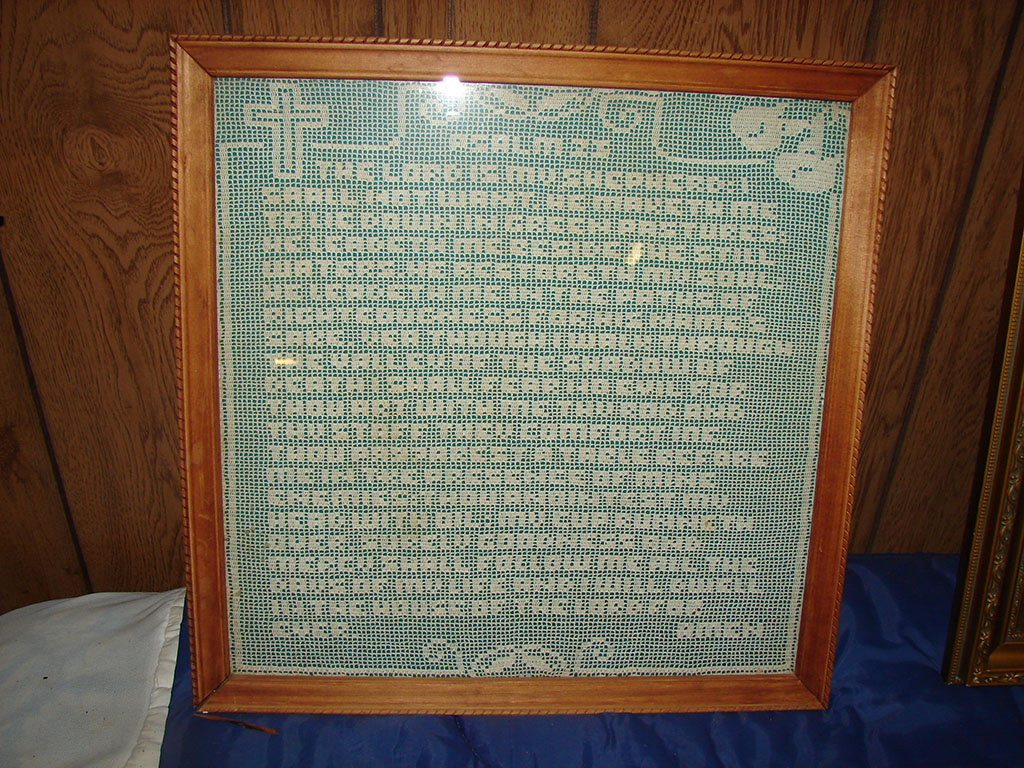 PSALM 23
THE LORD IS MY SHEPHERD I
SHALL NOT WANT HE MAKETH ME
TO LIE DOWN IN GREEN PASTURES
HE LEADETH ME BESIDE THE STILL
WATERS HE RESTORETH MY SOUL
HE LEADETH ME IN THE PATHS OF
RIGHTEOUSNESS FOR HIS NAME'S
SAKE YEA THOUGH I WALK THROUGH
THE VALLEY OF THE SHADOW OF
DEATH I WILL FEAR NO EVIL FOR
THOU ART WITH ME THY ROD AND
THY STAFF THEY COMFORT ME
THOU PREPAREST A TABLE BEFORE
ME IN THE PRESENCE OF MINE
ENEMIES THOU ANOINTEST MY
HEAD WITH OIL MY CUP RUNNETH
OVER SURELY GOODNESS AND
MERCY SHALL FOLLOW ME ALL THE
DAYS OF MY LIFE AND I WILL DWELL
IN THE HOUSE OF THE LORD FOR
EVER. AMEN